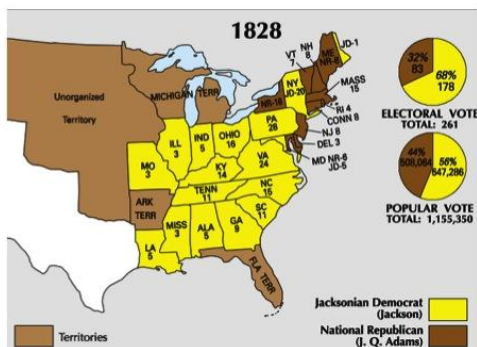 1828
Unorganized
Territory
MICHIGAN TERR
VT
7
NH
8
ME
NR-8
JD-1
MASS
15
NY
JD-20
NR-16
RI 4
CONN 8
NJ 8
DEL 3
MD NR-6
JD-5
PA
28
OHIO
16
IND
5
ILL
3
MO
3
KY
14
VA
24
TENN
11
NC
15
SC
11
ARK
TERR
MISS
3
ALA
5
GA
9
LA
5
FLA TERR
32%
83
68%
178
ELECTORAL VOTE
TOTAL: 261
44%
508,064
56%
647,286
POPULAR VOTE
TOTAL: 1,155,350
Jacksonian Democrat
(Jackson)
National Republican
(J. Q. Adams)
Territories